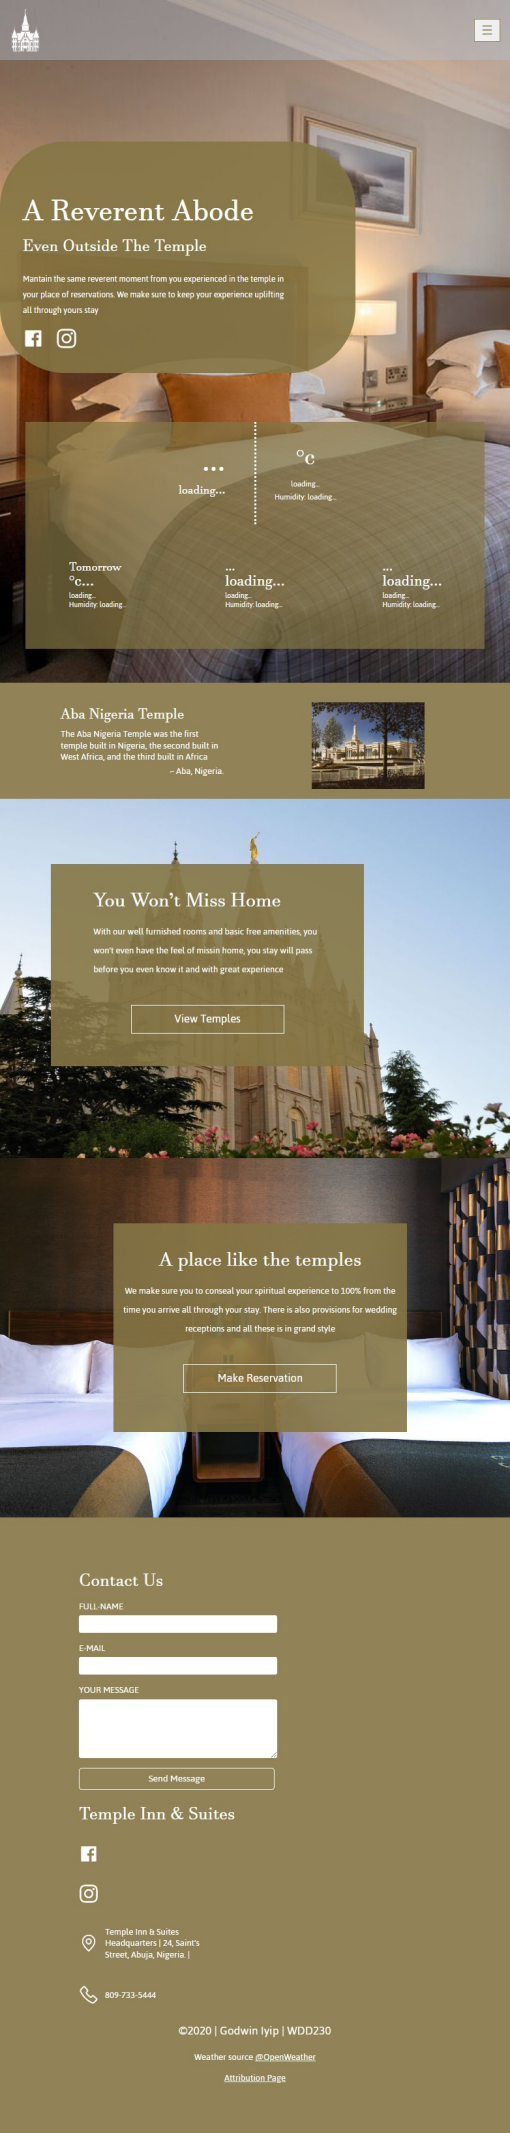 A Reverent Abode
Even Outside The Temple
Mantain the same reverent moment from you experienced in the temple in
your place of reservations. We make sure to keep your experience uplifting
all through yours stay
...
loading...
°c
loading...
Humidity: loading...
Tomorrow
°c...
loading...
Humidity: loading...
...
loading...
loading...
Humidity: loading...
...
loading...
loading...
Humidity: loading...
Aba Nigeria Temple
The Aba Nigeria Temple was the first
temple built in Nigeria, the second built in
West Africa, and the third built in Africa
~ Aba, Nigeria.
You Won't Miss Home
With our well furnished rooms and basic free amenities, you
won't even have the feel of missin home, you stay will pass
before you even know it and with great experience
View Temples
A place like the temples
We make sure you to conseal your spiritual experience to 100% from the
time you arrive all through your stay. There is also provisions for wedding
receptions and all these is in grand style
Make Reservation
Contact Us
FULL-NAME
E-MAIL
YOUR MESSAGE
Send Message
Temple Inn & Suites
Temple Inn & Suites
Headquarters | 24, Saint's
Street, Abuja, Nigeria. |
809-733-5444
©2020 | Godwin Iyip | WDD230
Weather source @OpenWeather
Attribution Page